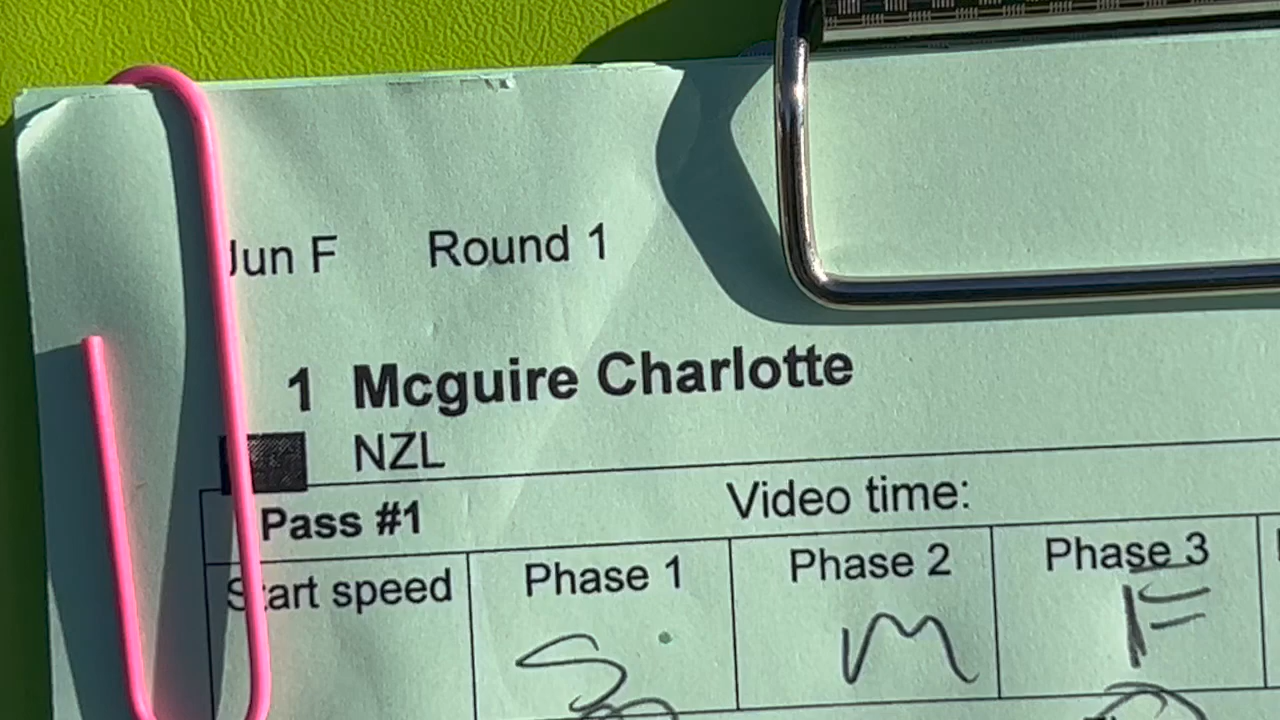 Jun F Round 1
1 Mcguire Charlotte
NZL
Pass #1 Video time:
Start speed Phase 1 Phase 2 Phase 3
S M F